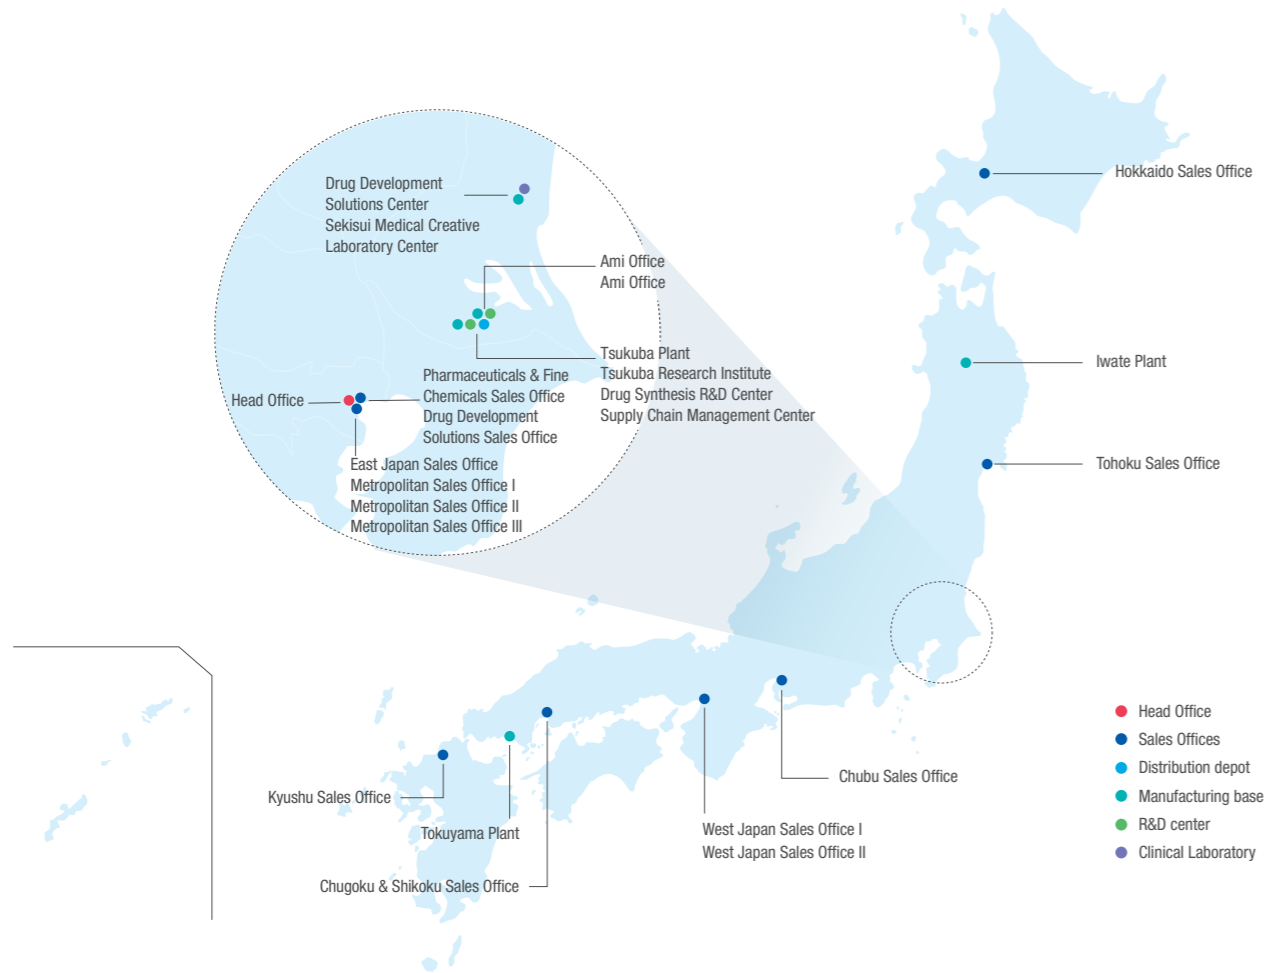 Hokkaido Sales Office
Drug Development
Solutions Center
Sekisui Medical Creative
Laboratory Center
Ami Office
Ami Office
Tsukuba Plant
Tsukuba Research Institute
Drug Synthesis R&D Center
Supply Chain Management Center
Iwate Plant
Pharmaceuticals & Fine
Chemicals Sales Office
Drug Development
Solutions Sales Office
Head Office
East Japan Sales Office
Metropolitan Sales Office I
Metropolitan Sales Office II
Metropolitan Sales Office III
Tohoku Sales Office
Chubu Sales Office
Kyushu Sales Office
Tokuyama Plant
West Japan Sales Office I
West Japan Sales Office II
Chugoku & Shikoku Sales Office
Head Office
Sales Offices
Distribution depot
Manufacturing base
R&D center
Clinical Laboratory